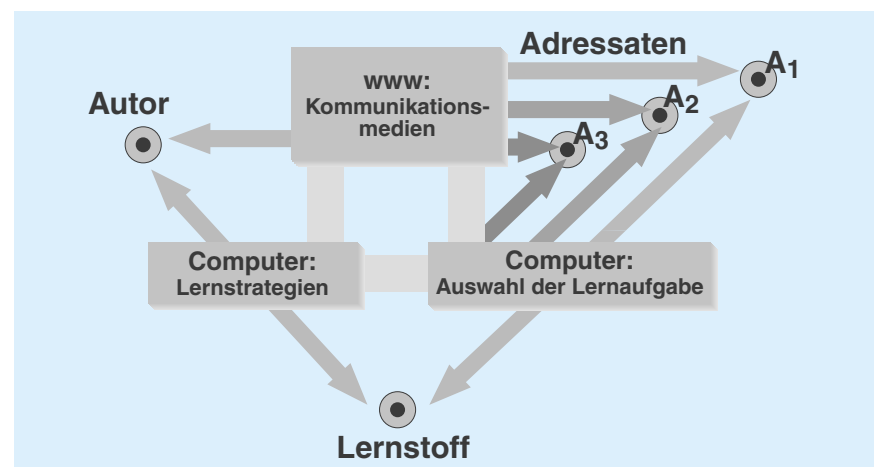 Adressaten
A1
www:
Kommunikations-
medien
A2
Autor
A3
Computer:
Lernstrategien
Computer:
Auswahl der Lernaufgabe
Lernstoff